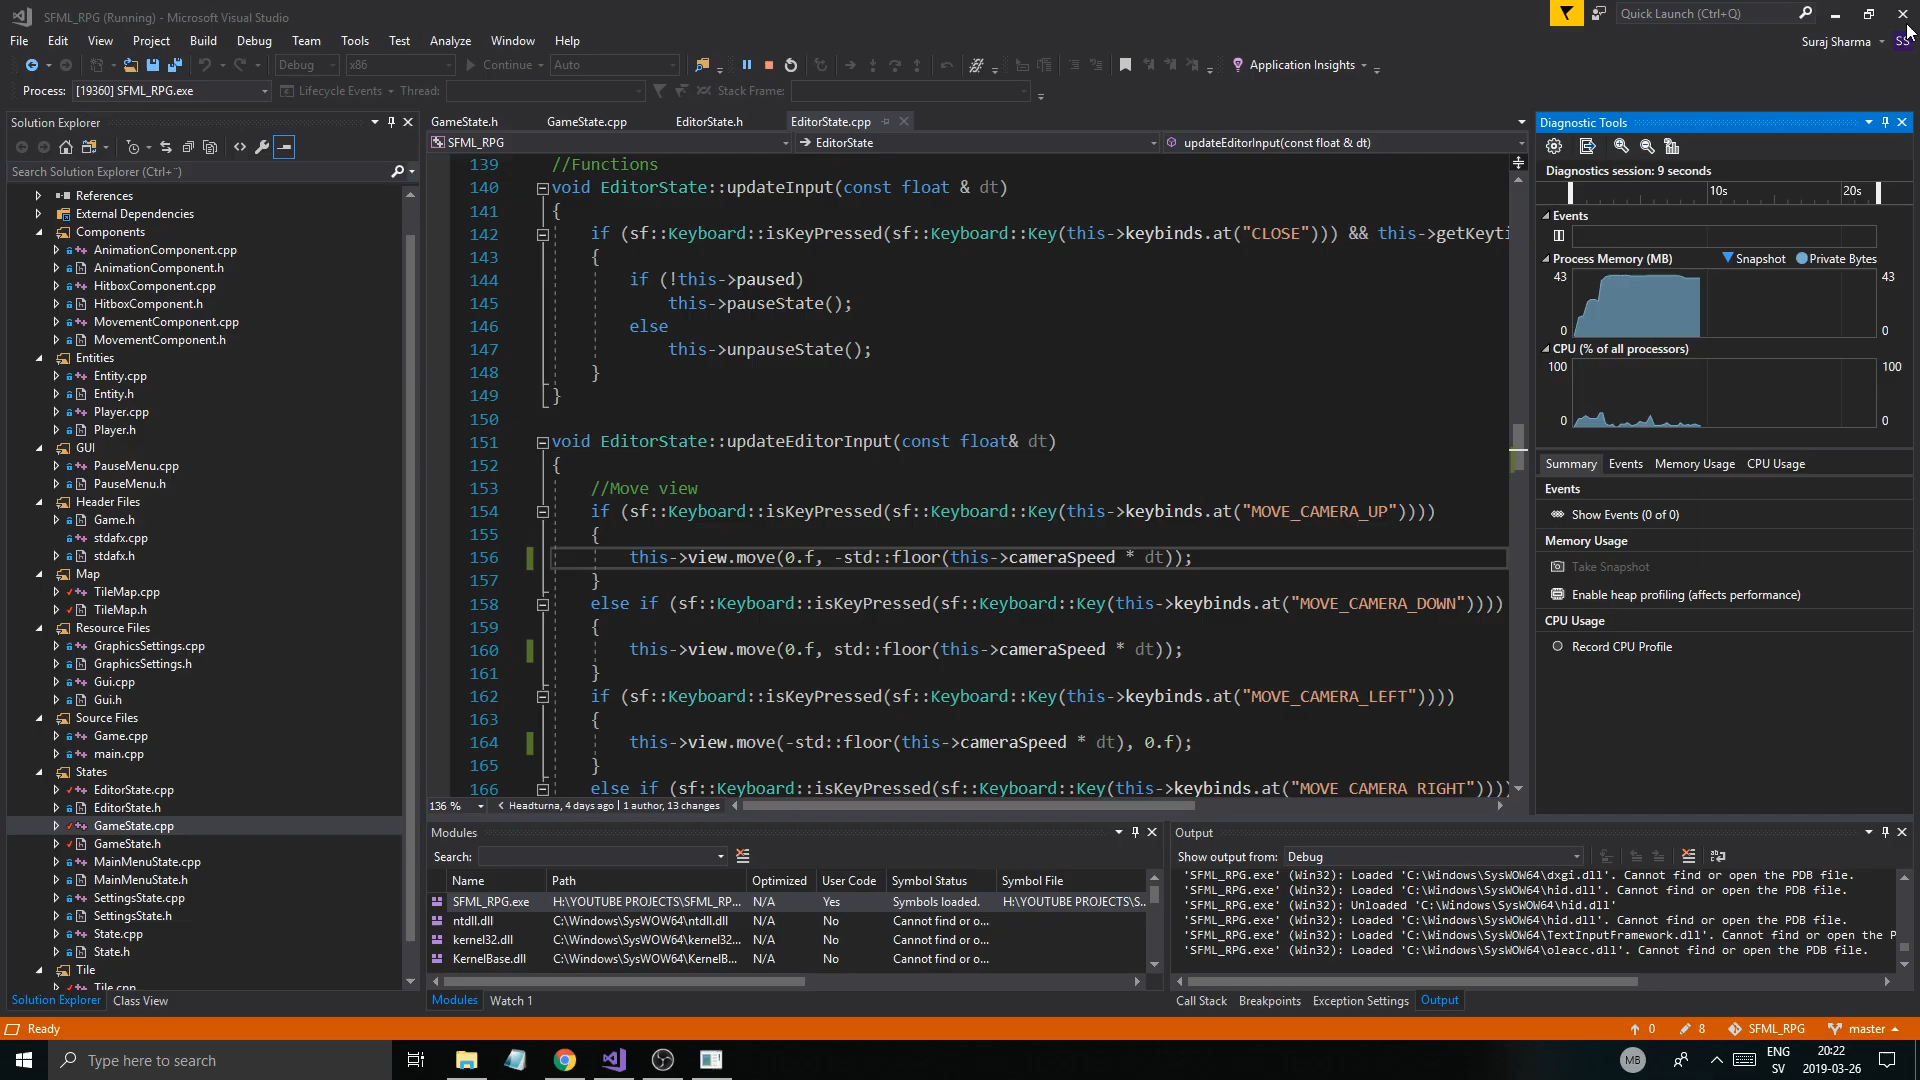 SFML_RPG (Running) - Microsoft Visual Studio
Quick Launch (Ctrl+Q)
File Edit View Project Build Debug Team Tools Test Analyze Window Help
Suraj Sharma SS
Debug x86 Continue Auto Application Insights
Process: [19360] SFML_RPG.exe Lifecycle Events Thread: Stack Frame:
Solution Explorer
Search Solution Explorer (Ctrl+¨)
References
External Dependencies
Components
AnimationComponent.cpp
AnimationComponent.h
HitboxComponent.cpp
HitboxComponent.h
MovementComponent.cpp
MovementComponent.h
Entities
Entity.cpp
Entity.h
Player.cpp
Player.h
GUI
PauseMenu.cpp
PauseMenu.h
Header Files
Game.h
stdafx.cpp
stdafx.h
Map
TileMap.cpp
TileMap.h
Resource Files
GraphicsSettings.cpp
GraphicsSettings.h
Gui.cpp
Gui.h
Source Files
Game.cpp
main.cpp
States
EditorState.cpp
EditorState.h
GameState.cpp
GameState.h
MainMenuState.cpp
MainMenuState.h
SettingsState.cpp
SettingsState.h
State.cpp
State.h
Tile
Tile.cpp
Solution Explorer Class View
GameState.h GameState.cpp EditorState.h EditorState.cpp
SFML_RPG EditorState updateEditorInput(const float & dt)
139 //Functions
140 void EditorState::updateInput(const float & dt)
141 {
142 if (sf::Keyboard::isKeyPressed(sf::Keyboard::Key(this->keybinds.at("CLOSE"))) && this->getKeyti
143 {
144 if (!this->paused)
145 this->pauseState();
146 else
147 this->unpauseState();
148 }
149 }
150
151 void EditorState::updateEditorInput(const float& dt)
152 {
153 //Move view
154 if (sf::Keyboard::isKeyPressed(sf::Keyboard::Key(this->keybinds.at("MOVE_CAMERA_UP"))))
155 {
156 this->view.move(0.f, -std::floor(this->cameraSpeed * dt));
157 }
158 else if (sf::Keyboard::isKeyPressed(sf::Keyboard::Key(this->keybinds.at("MOVE_CAMERA_DOWN"))))
159 {
160 this->view.move(0.f, std::floor(this->cameraSpeed * dt));
161 }
162 if (sf::Keyboard::isKeyPressed(sf::Keyboard::Key(this->keybinds.at("MOVE_CAMERA_LEFT"))))
163 {
164 this->view.move(-std::floor(this->cameraSpeed * dt), 0.f);
165 }
166 else if (sf::Keyboard::isKeyPressed(sf::Keyboard::Key(this->keybinds.at("MOVE_CAMERA_RIGHT"))))
136 % Headturna, 4 days ago | 1 author, 13 changes
Diagnostic Tools
Diagnostics session: 9 seconds
10s 20s
Events
Process Memory (MB) Snapshot Private Bytes
43 43
0 0
CPU (% of all processors)
100 100
0 0
Summary Events Memory Usage CPU Usage
Events
Show Events (0 of 0)
Memory Usage
Take Snapshot
Enable heap profiling (affects performance)
CPU Usage
Record CPU Profile
Modules
Search:
Name Path Optimized User Code Symbol Status Symbol File
SFML_RPG.exe H:\YOUTUBE PROJECTS\SFML_RP... N/A Yes Symbols loaded. H:\YOUTUBE PROJECTS\S...
ntdll.dll C:\Windows\SysWOW64\ntdll.dll N/A No Cannot find or o...
kernel32.dll C:\Windows\SysWOW64\kernel32... N/A No Cannot find or o...
KernelBase.dll C:\Windows\SysWOW64\KernelB... N/A No Cannot find or o...
Modules Watch 1
Output
Show output from: Debug
'SFML_RPG.exe' (Win32): Loaded 'C:\Windows\SysWOW64\dxgi.dll'. Cannot find or open the PDB file.
'SFML_RPG.exe' (Win32): Loaded 'C:\Windows\SysWOW64\hid.dll'. Cannot find or open the PDB file.
'SFML_RPG.exe' (Win32): Unloaded 'C:\Windows\SysWOW64\hid.dll'
'SFML_RPG.exe' (Win32): Loaded 'C:\Windows\SysWOW64\hid.dll'. Cannot find or open the PDB file.
'SFML_RPG.exe' (Win32): Loaded 'C:\Windows\SysWOW64\TextInputFramework.dll'. Cannot find or open the P
'SFML_RPG.exe' (Win32): Loaded 'C:\Windows\SysWOW64\oleacc.dll'. Cannot find or open the PDB file.
Call Stack Breakpoints Exception Settings Output
Ready 0 8 SFML_RPG master
Type here to search
MB ENG 20:22
SV 2019-03-26